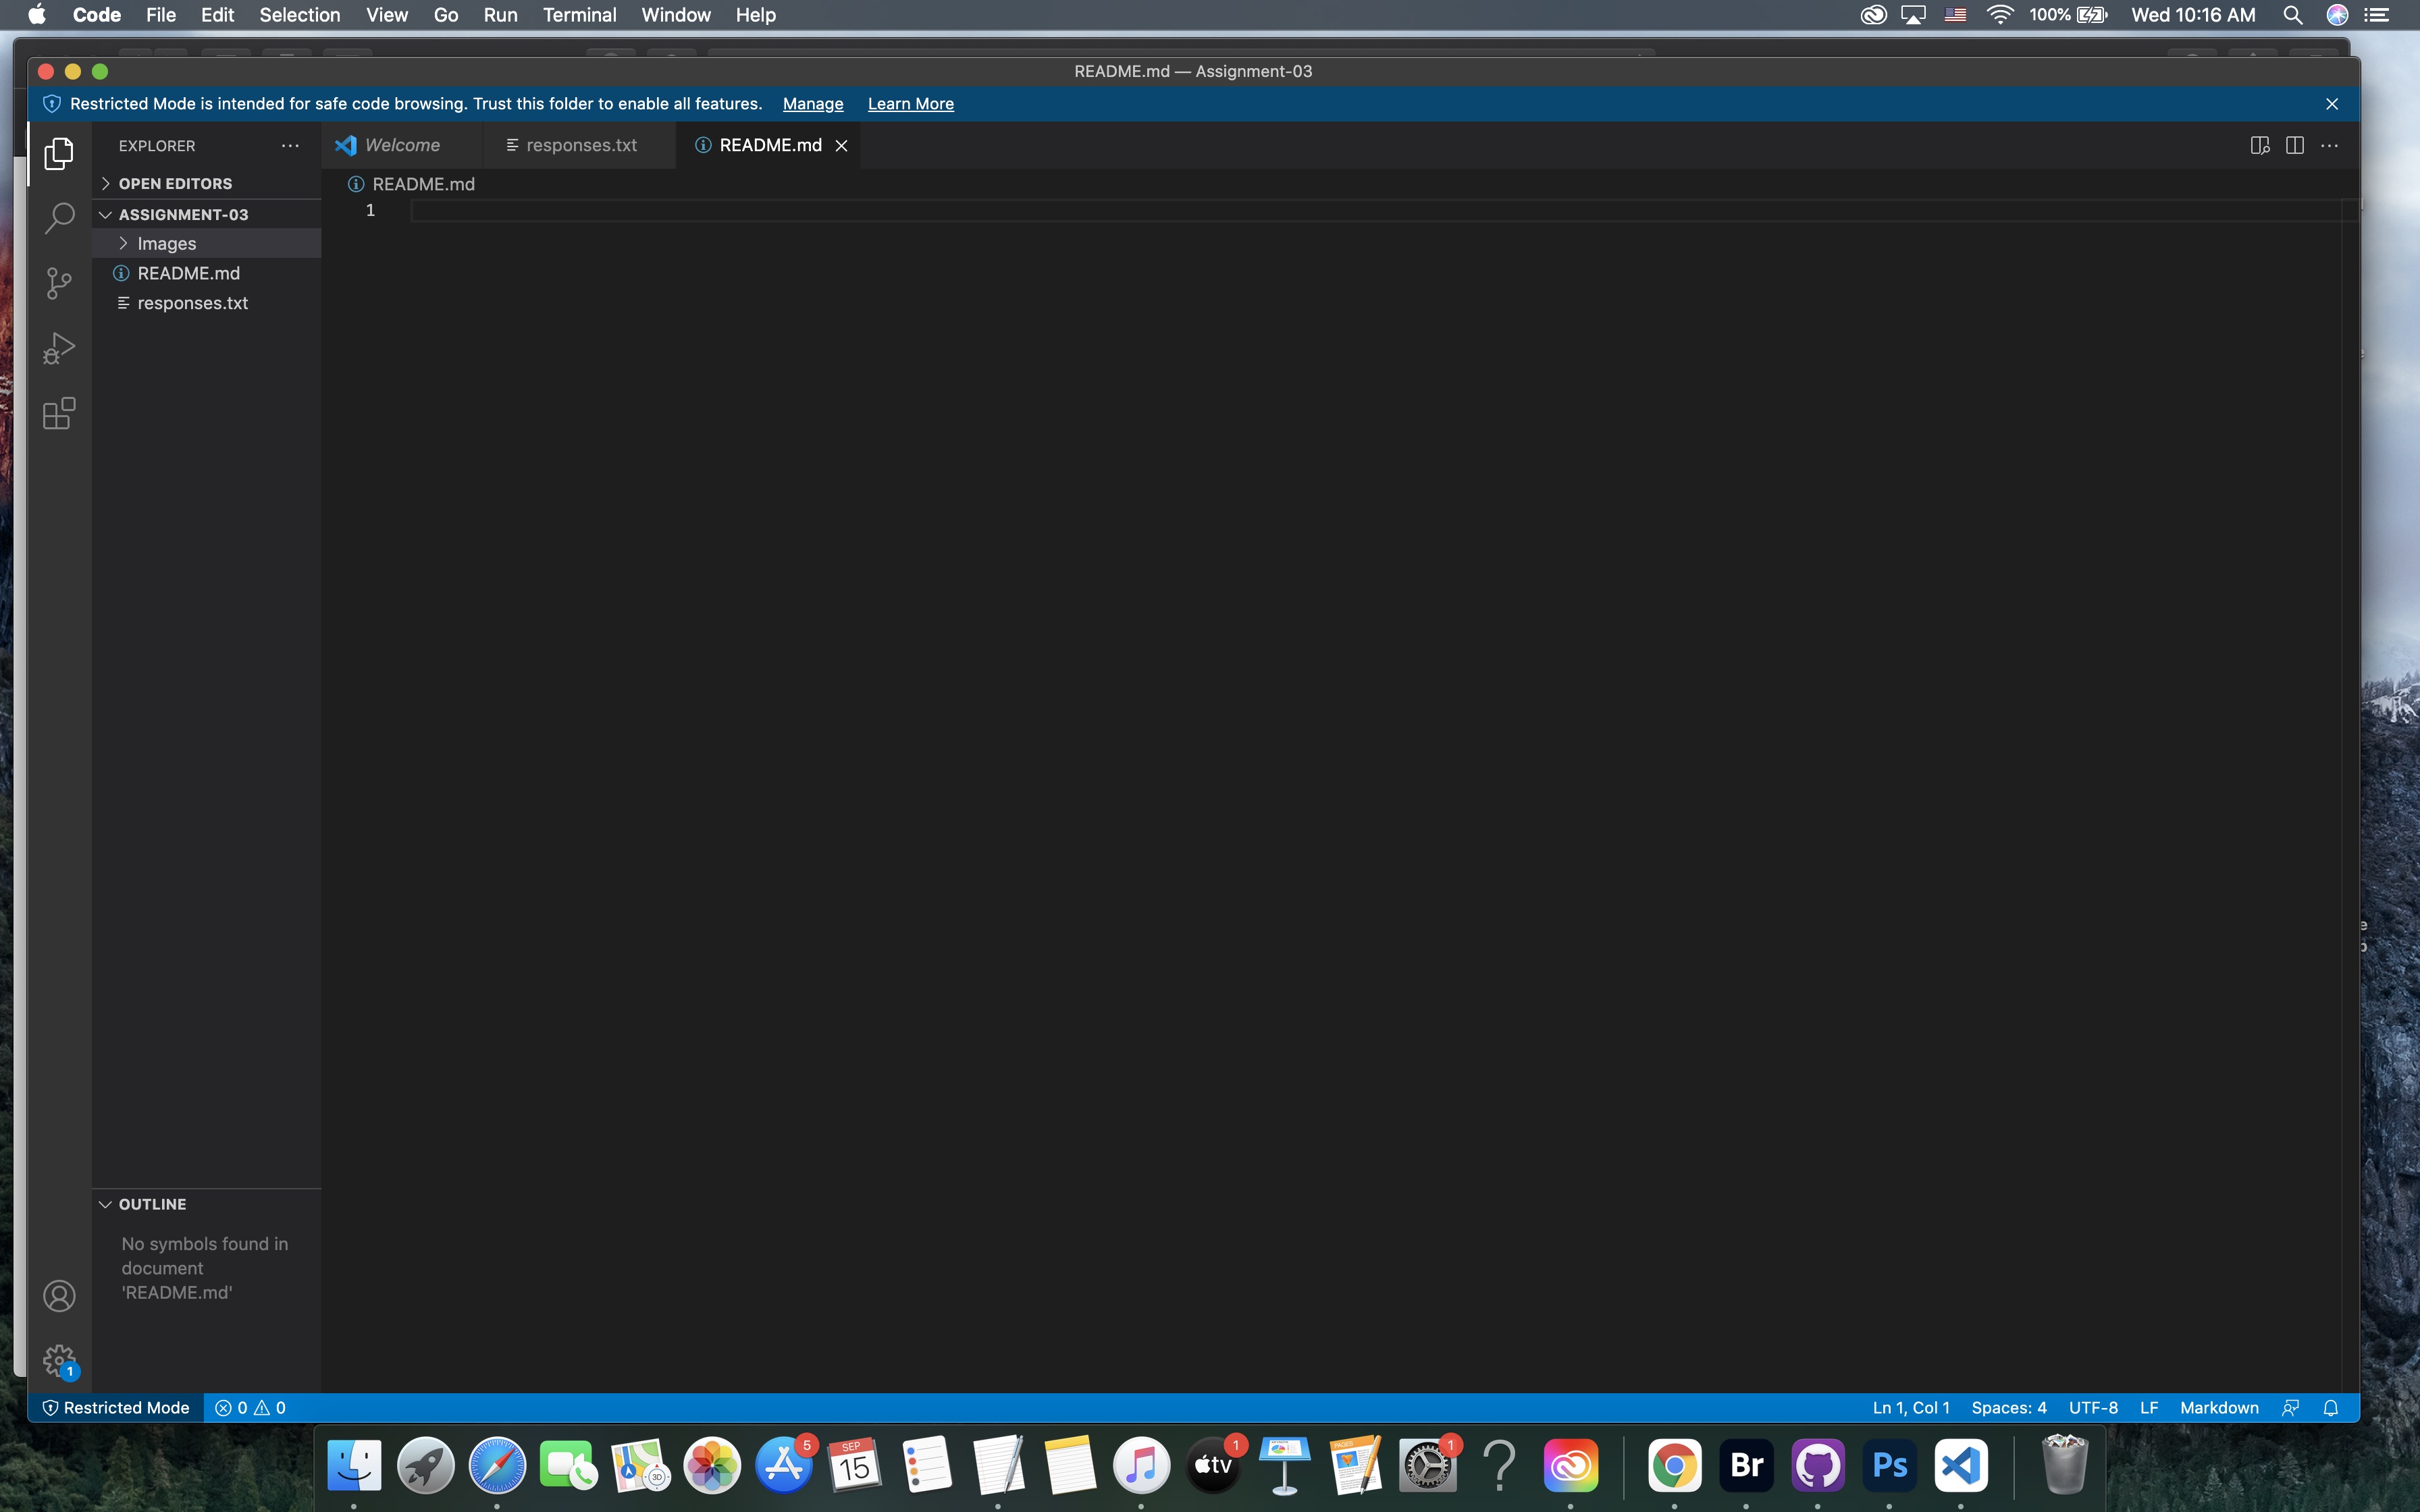 Code File Edit Selection View Go Run Terminal Window Help 100% Wed 10:16 AM
README.md — Assignment-03
Restricted Mode is intended for safe code browsing. Trust this folder to enable all features. Manage Learn More
EXPLORER
Welcome responses.txt README.md
OPEN EDITORS
README.md
1
ASSIGNMENT-03
Images
README.md
responses.txt
OUTLINE
No symbols found in
document
'README.md'
1
Restricted Mode 0 0 Ln 1, Col 1 Spaces: 4 UTF-8 LF Markdown
3D 5 SEP 15 tv 1 PAGES 1 ? Br Ps